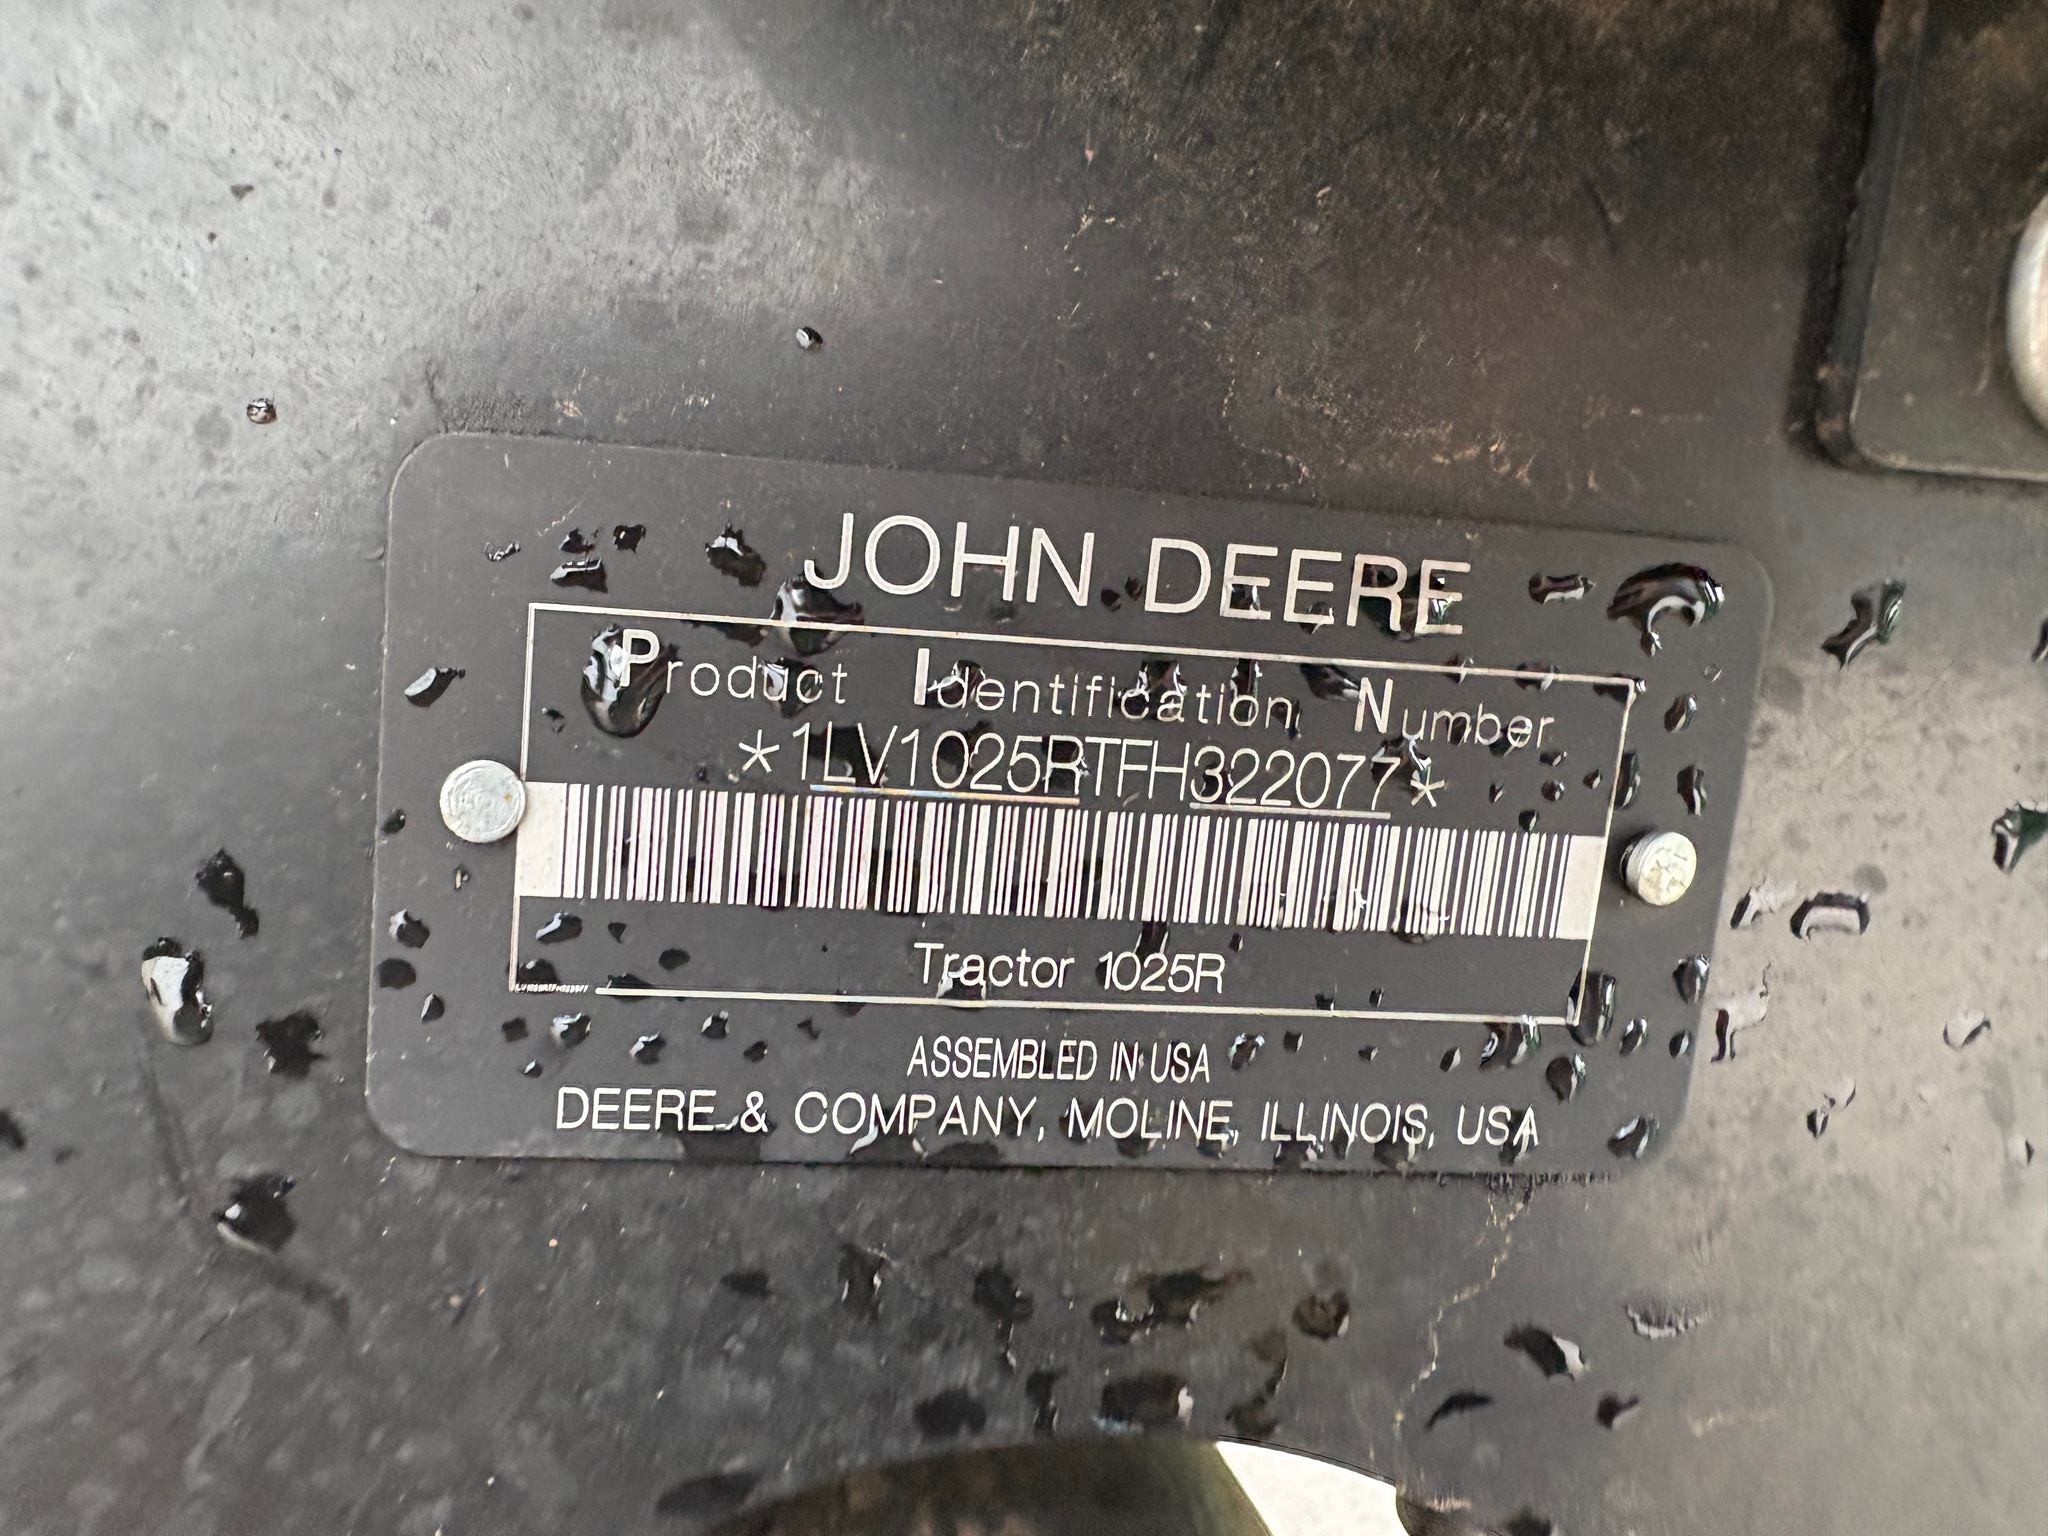 JOHN DEERE
Product Identification Number
*1LV1025RTFH322077*
Tractor 1025R
ASSEMBLED IN USA
DEERE & COMPANY, MOLINE, ILLINOIS, USA